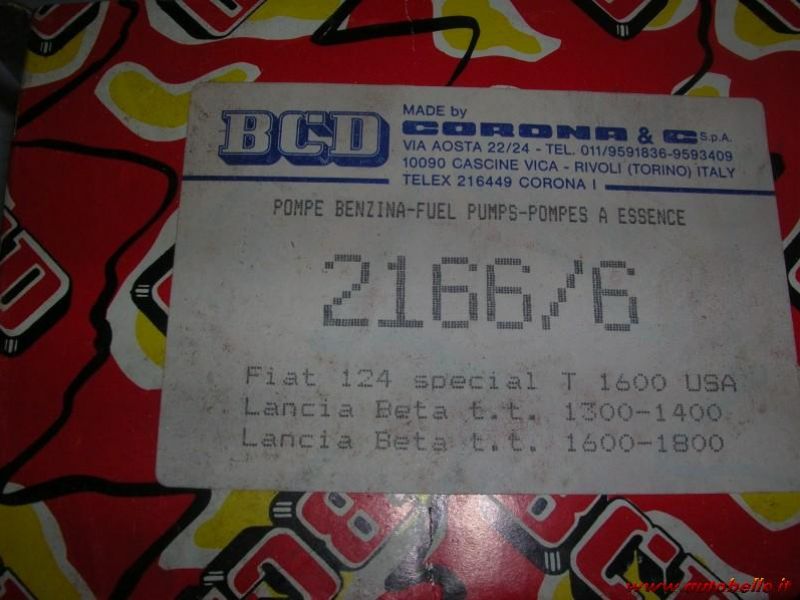 BCD
MADE by
CORONA & C S.p.A.
VIA AOSTA 22/24 - TEL. 011/9591836-9593409
10090 CASCINE VICA - RIVOLI (TORINO) ITALY
TELEX 216449 CORONA I
POMPE BENZINA-FUEL PUMPS-POMPES A ESSENCE
2166/6
Fiat 124 special T 1600 USA
Lancia Beta t.t. 1300-1400
Lancia Beta t.t. 1600-1800
BCD
www.autobello.it